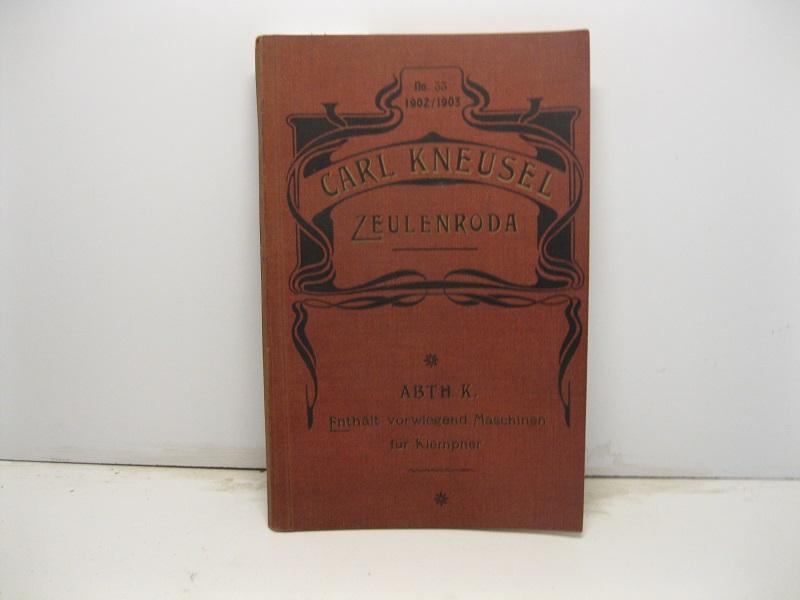 No. 33
1902/1903
CARL KNEUSEL
ZEULENRODA
ABTH. K.
Enthält vorwiegend Maschinen
für Klempner